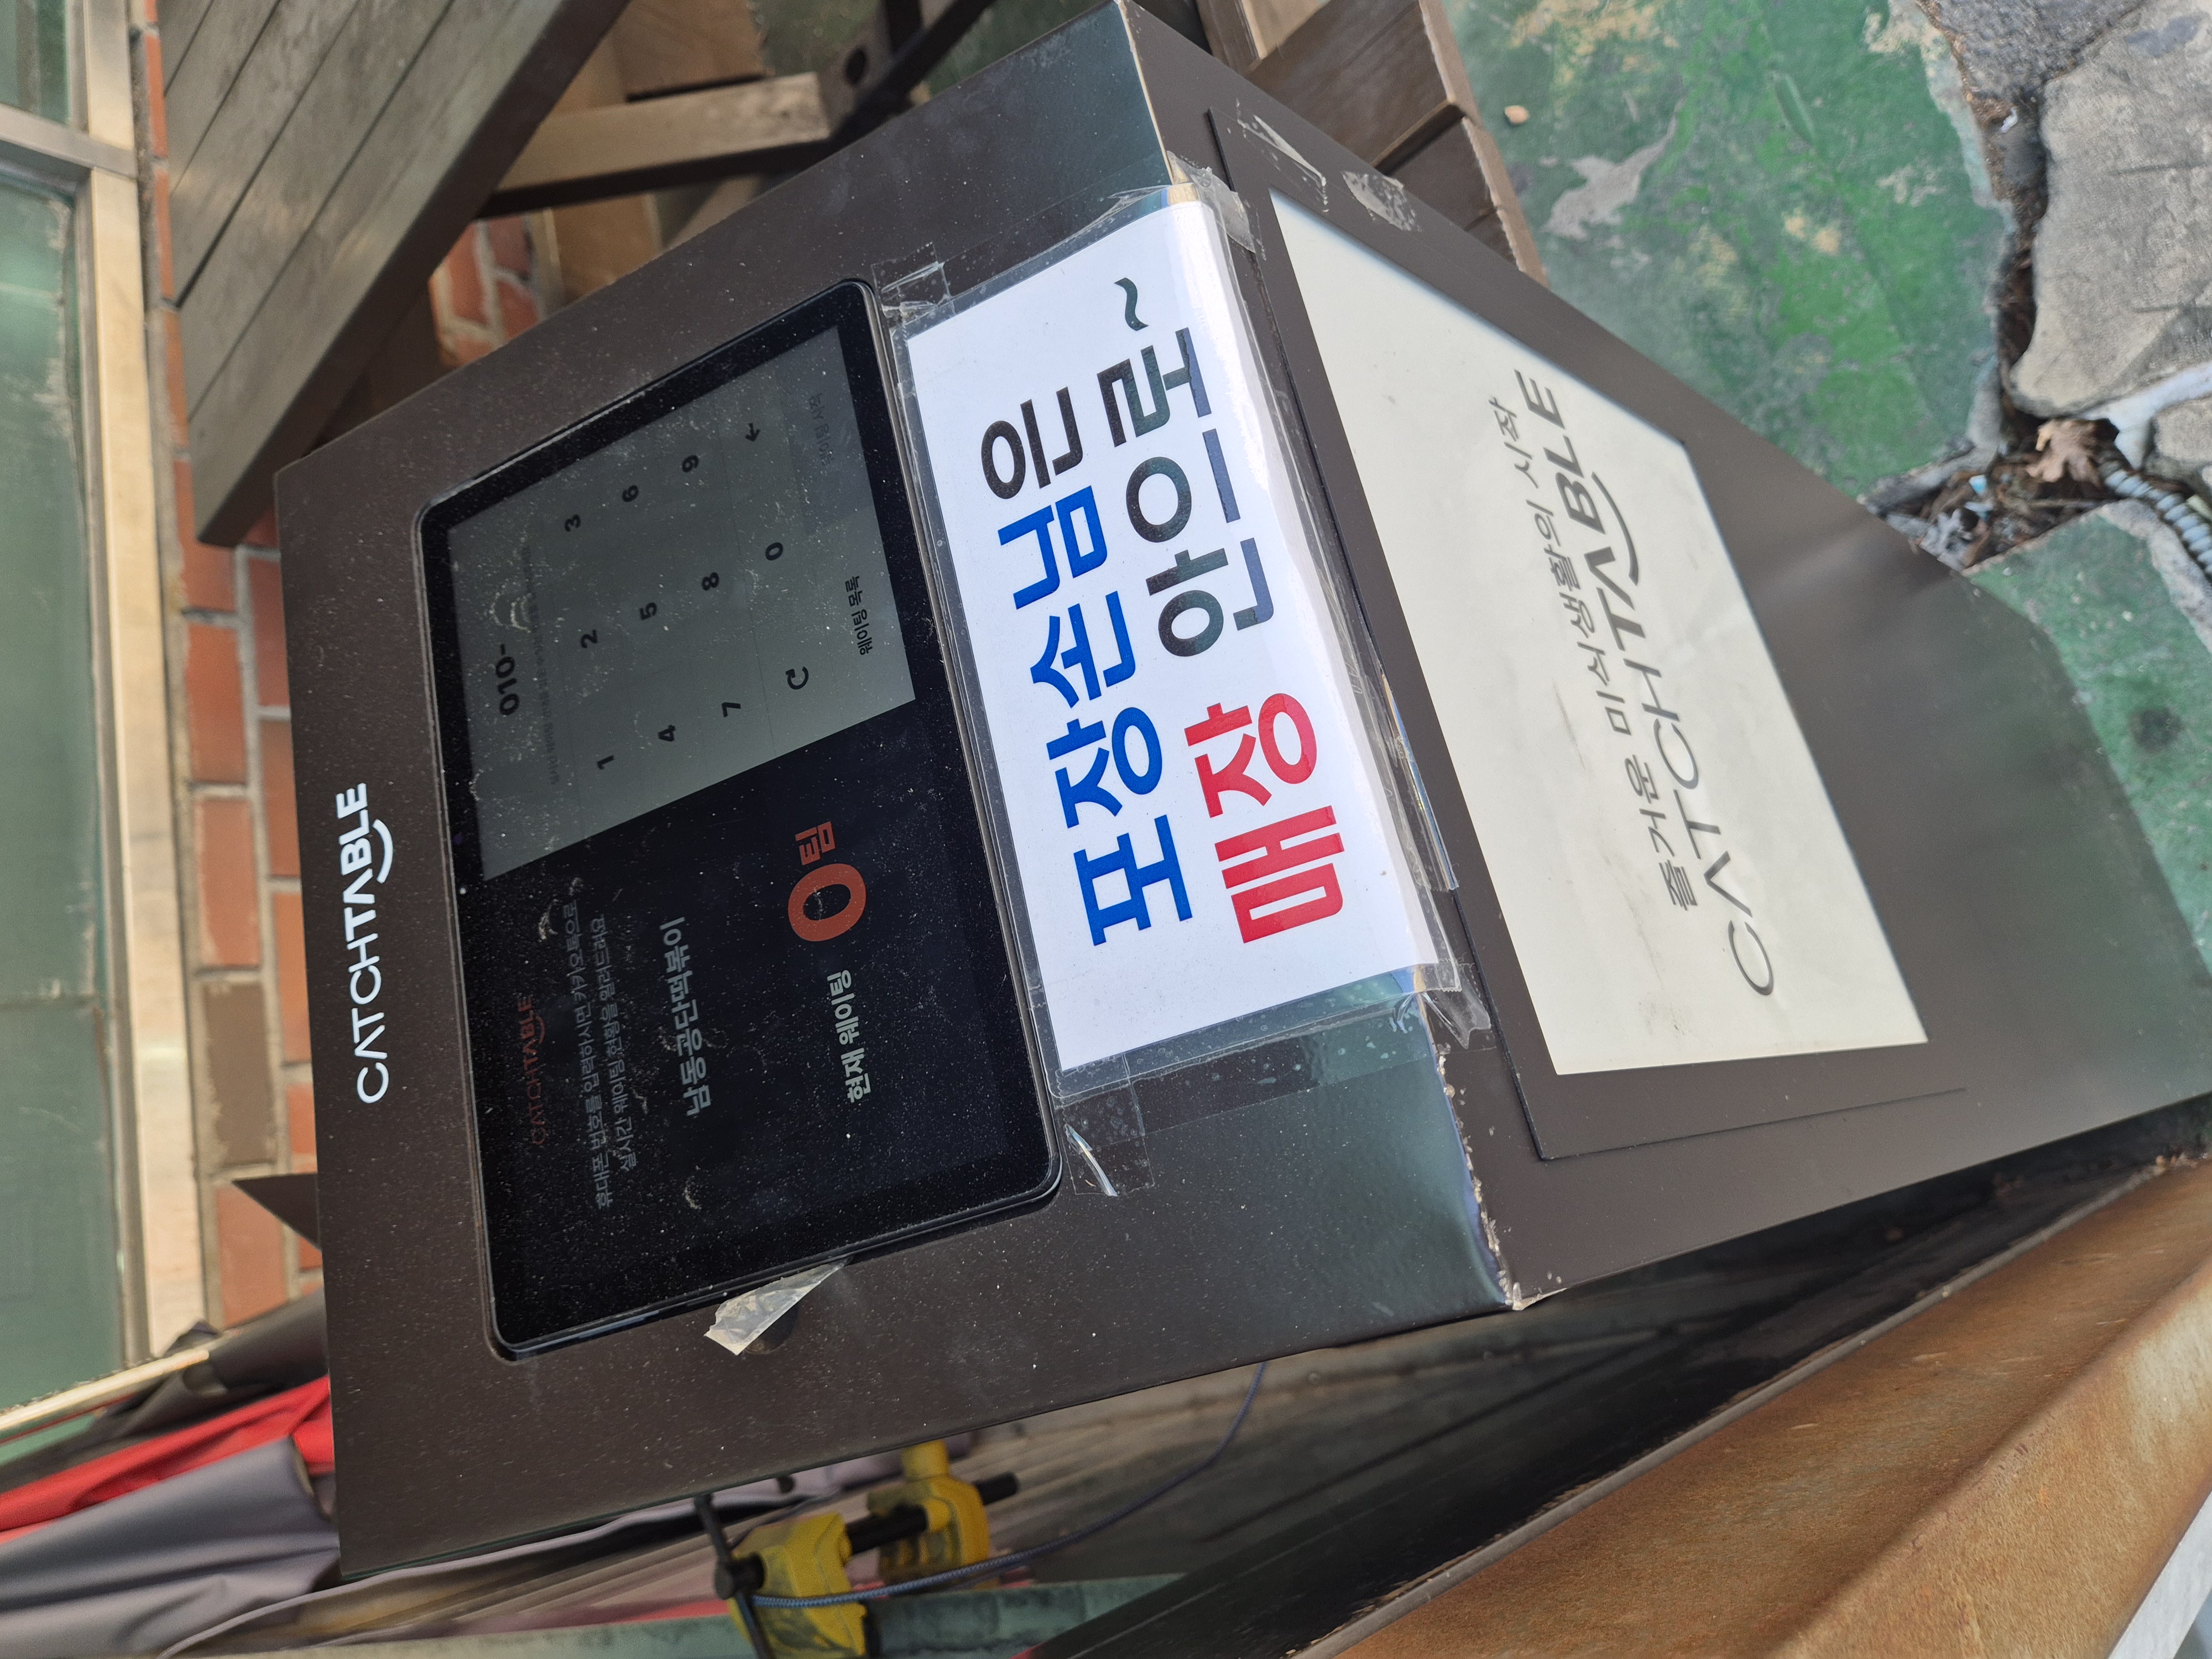 CATCHTABLE
CATCHTABLE
휴대폰 번호를 입력하시면 카카오톡으로
실시간 웨이팅 현황을 알려드려요
남동공단떡볶이
현재 웨이팅 0팀
010-
1 2 3
4 5 6
7 8 9
0
웨이팅 목록
포장손님은
매장 안으로~
즐거운 미식생활의 시작
CATCHTABLE